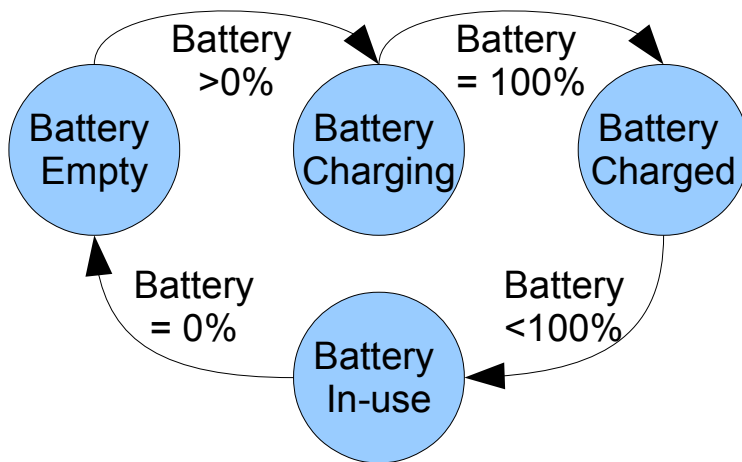 Battery
>0%
Battery
= 100%
Battery
Empty
Battery
Charging
Battery
Charged
Battery
= 0%
Battery
<100%
Battery
In-use